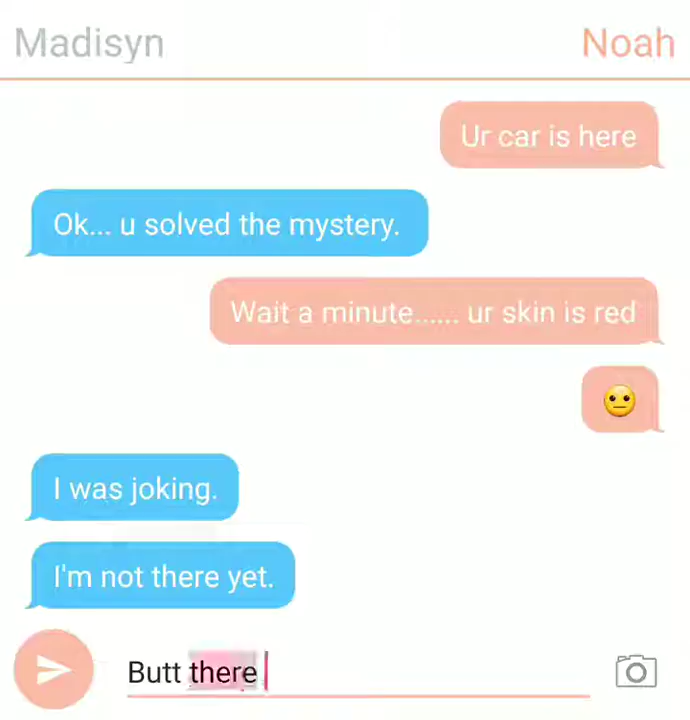 Madisyn Noah
Ur car is here
Ok... u solved the mystery.
Wait a minute...... ur skin is red
😐
I was joking.
I'm not there yet.
Butt there